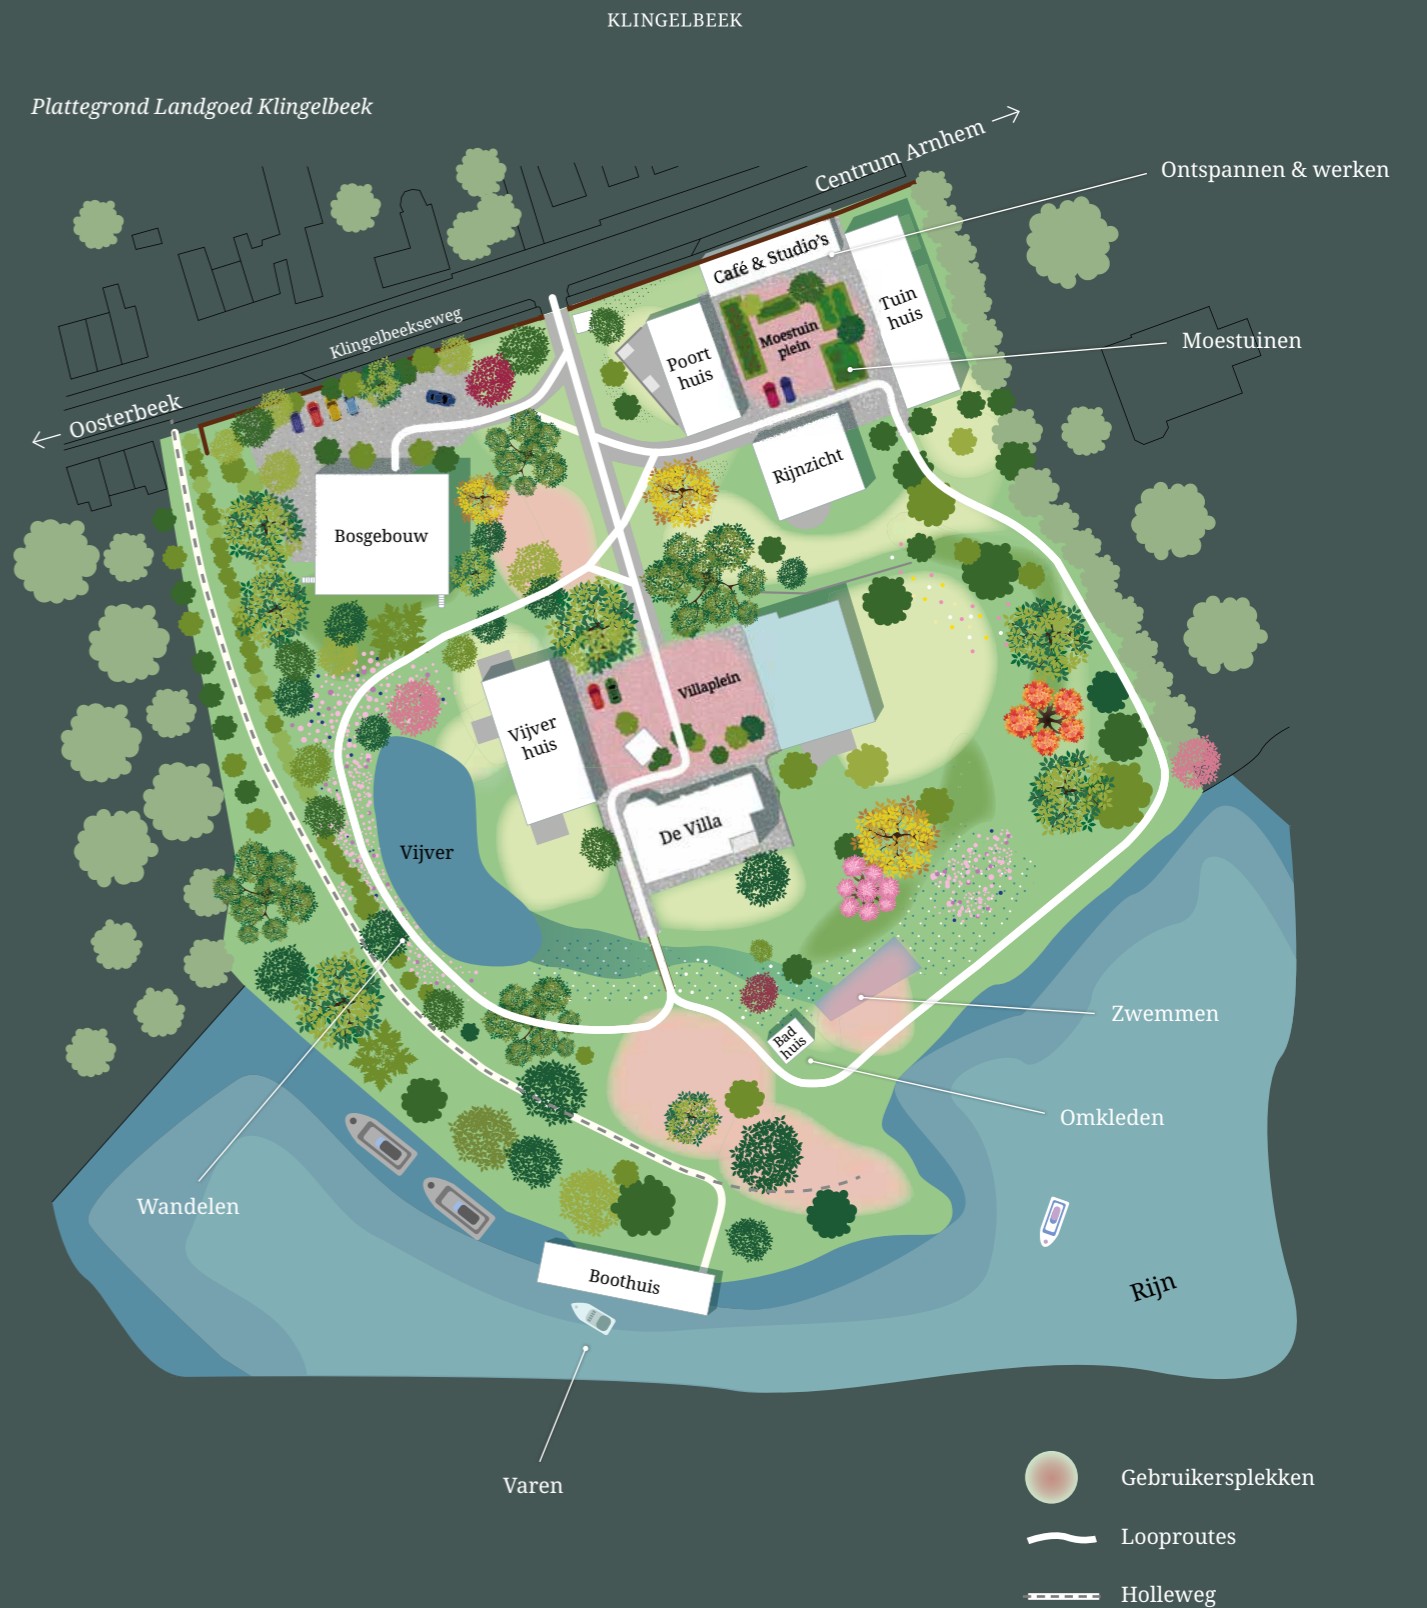 KLINGELBEEK
Plattegrond Landgoed Klingelbeek
Centrum Arnhem
Ontspannen & werken
Café & Studio's
Tuin
huis
Klingelbeekseweg
Moestuin
plein
Moestuinen
Poort
huis
Oosterbeek
Rijnzicht
Bosgebouw
Villaplein
Vijver
huis
De Villa
Vijver
Zwemmen
Bad
huis
Omkleden
Wandelen
Boothuis
Rijn
Varen
Gebruikersplekken
Looproutes
Holleweg